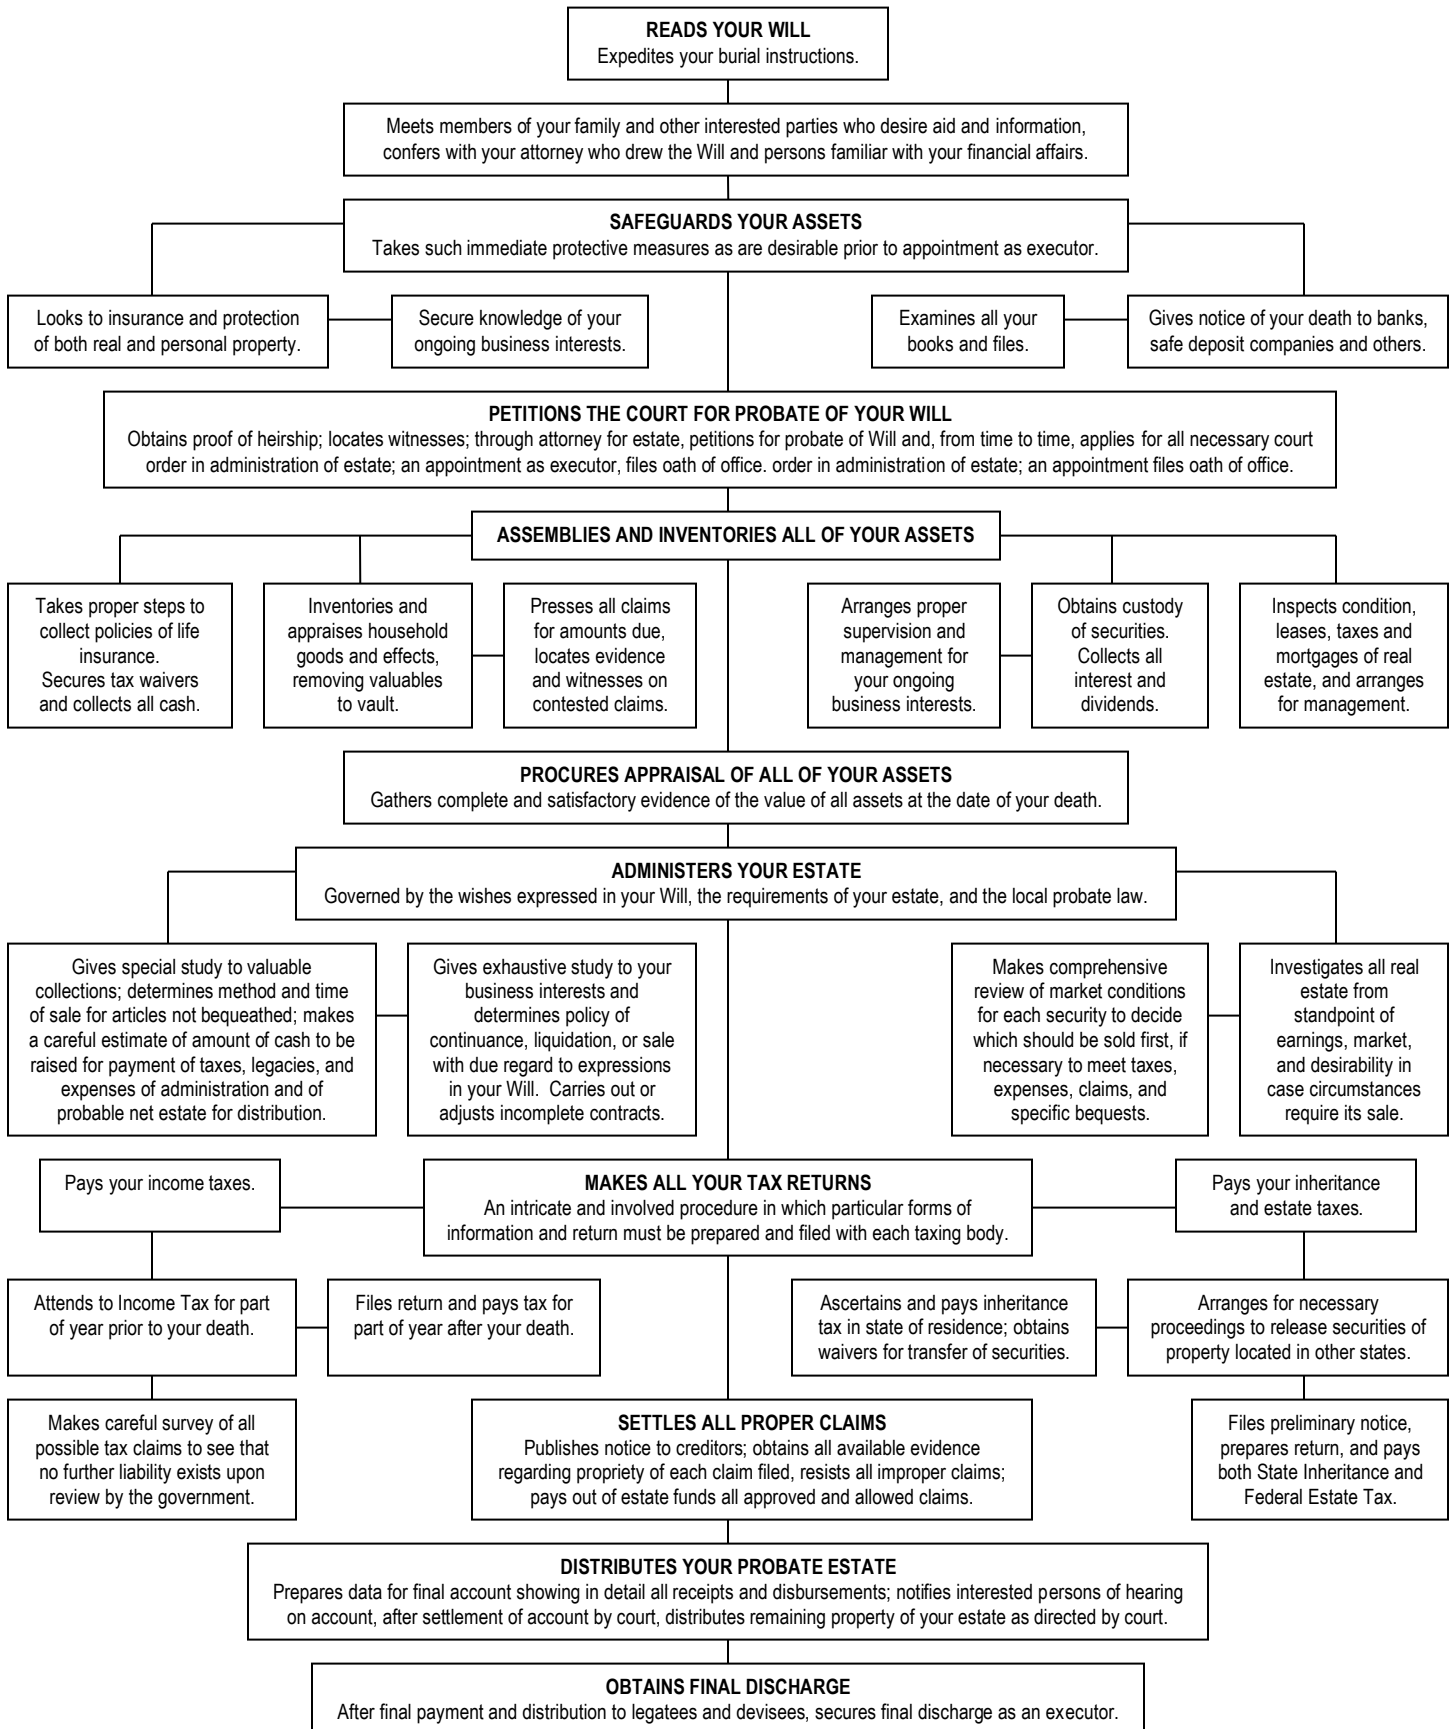 READS YOUR WILL
Expedites your burial instructions.
Meets members of your family and other interested parties who desire aid and information,
confers with your attorney who drew the Will and persons familiar with your financial affairs.
SAFEGUARDS YOUR ASSETS
Takes such immediate protective measures as are desirable prior to appointment as executor.
Looks to insurance and protection
of both real and personal property.
Secure knowledge of your
ongoing business interests.
Examines all your
books and files.
Gives notice of your death to banks,
safe deposit companies and others.
PETITIONS THE COURT FOR PROBATE OF YOUR WILL
Obtains proof of heirship; locates witnesses; through attorney for estate, petitions for probate of Will and, from time to time, applies for all necessary court
order in administration of estate; an appointment as executor, files oath of office. order in administration of estate; an appointment files oath of office.
ASSEMBLIES AND INVENTORIES ALL OF YOUR ASSETS
Takes proper steps to
collect policies of life
insurance.
Secures tax waivers
and collects all cash.
Inventories and
appraises household
goods and effects,
removing valuables
to vault.
Presses all claims
for amounts due,
locates evidence
and witnesses on
contested claims.
Arranges proper
supervision and
management for
your ongoing
business interests.
Obtains custody
of securities.
Collects all
interest and
dividends.
Inspects condition,
leases, taxes and
mortgages of real
estate, and arranges
for management.
PROCURES APPRAISAL OF ALL OF YOUR ASSETS
Gathers complete and satisfactory evidence of the value of all assets at the date of your death.
ADMINISTERS YOUR ESTATE
Governed by the wishes expressed in your Will, the requirements of your estate, and the local probate law.
Gives special study to valuable
collections; determines method and time
of sale for articles not bequeathed; makes
a careful estimate of amount of cash to be
raised for payment of taxes, legacies, and
expenses of administration and of
probable net estate for distribution.
Gives exhaustive study to your
business interests and
determines policy of
continuance, liquidation, or sale
with due regard to expressions
in your Will. Carries out or
adjusts incomplete contracts.
Makes comprehensive
review of market conditions
for each security to decide
which should be sold first, if
necessary to meet taxes,
expenses, claims, and
specific bequests.
Investigates all real
estate from
standpoint of
earnings, market,
and desirability in
case circumstances
require its sale.
Pays your income taxes.
MAKES ALL YOUR TAX RETURNS
An intricate and involved procedure in which particular forms of
information and return must be prepared and filed with each taxing body.
Pays your inheritance
and estate taxes.
Attends to Income Tax for part
of year prior to your death.
Files return and pays tax for
part of year after your death.
Ascertains and pays inheritance
tax in state of residence; obtains
waivers for transfer of securities.
Arranges for necessary
proceedings to release securities of
property located in other states.
Makes careful survey of all
possible tax claims to see that
no further liability exists upon
review by the government.
SETTLES ALL PROPER CLAIMS
Publishes notice to creditors; obtains all available evidence
regarding propriety of each claim filed, resists all improper claims;
pays out of estate funds all approved and allowed claims.
Files preliminary notice,
prepares return, and pays
both State Inheritance and
Federal Estate Tax.
DISTRIBUTES YOUR PROBATE ESTATE
Prepares data for final account showing in detail all receipts and disbursements; notifies interested persons of hearing
on account, after settlement of account by court, distributes remaining property of your estate as directed by court.
OBTAINS FINAL DISCHARGE
After final payment and distribution to legatees and devisees, secures final discharge as an executor.